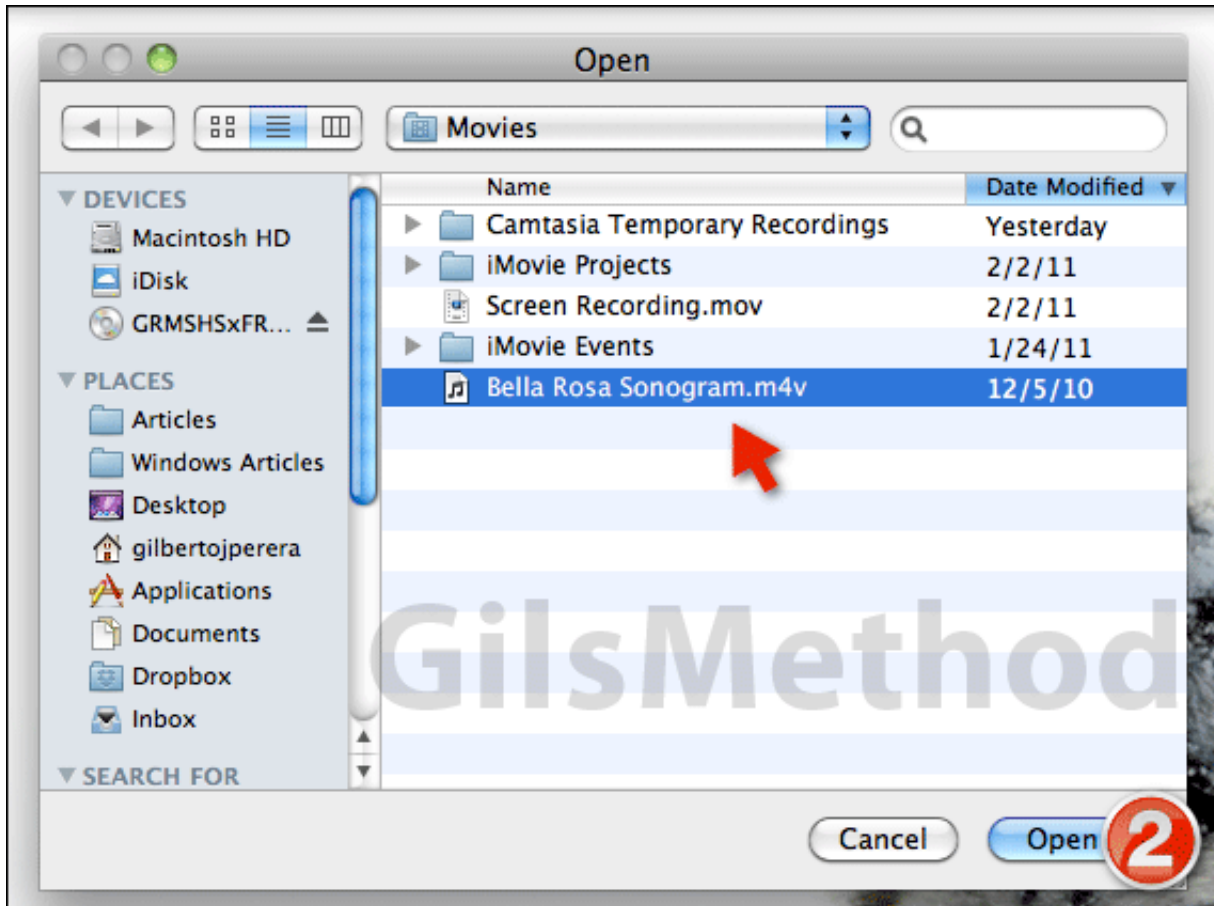 Open
Movies
DEVICES
Macintosh HD
iDisk
GRMSHSxFR...
PLACES
Articles
Windows Articles
Desktop
gilbertojperera
Applications
Documents
Dropbox
Inbox
SEARCH FOR
Name Date Modified
Camtasia Temporary Recordings Yesterday
iMovie Projects 2/2/11
Screen Recording.mov 2/2/11
iMovie Events 1/24/11
Bella Rosa Sonogram.m4v 12/5/10
GilsMethod
Cancel Open 2